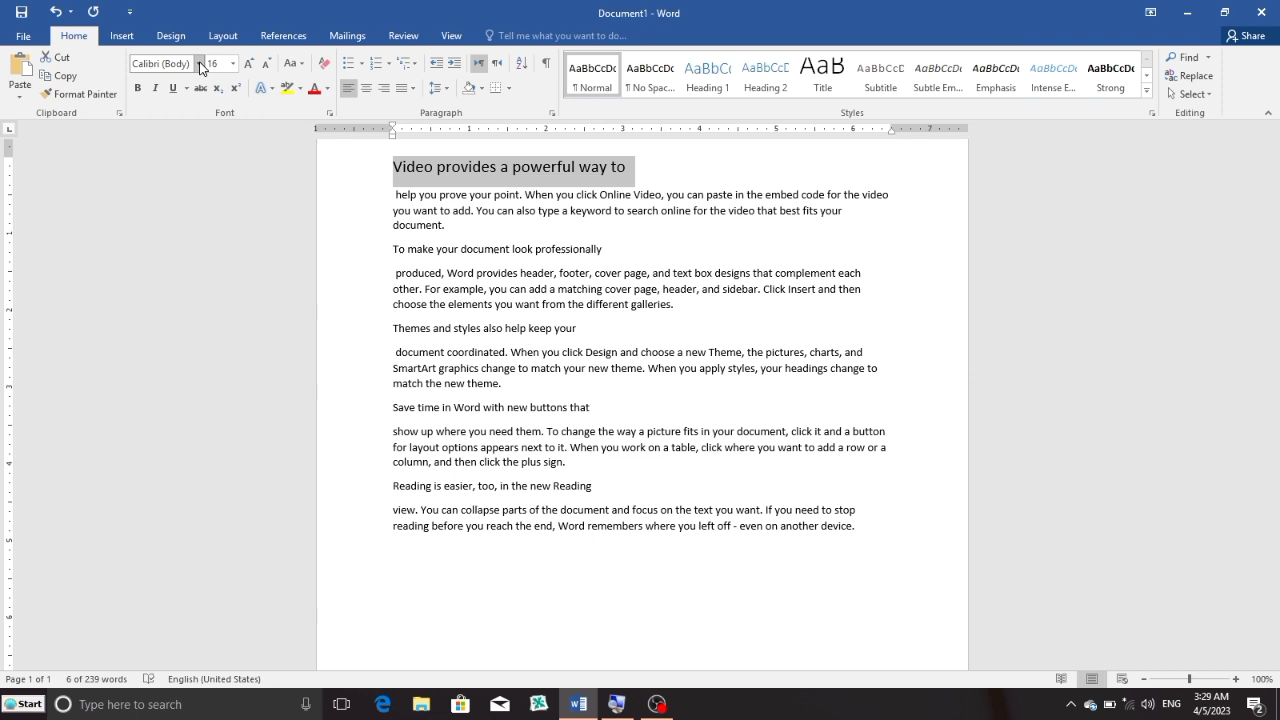 Document1 - Word
File Home Insert Design Layout References Mailings Review View Tell me what you want to do... Share
Paste
Cut
Copy
Format Painter
Clipboard
Calibri (Body) 16
Font
Paragraph
AaBbCcDc AaBbCcDc AaBbCc AaBbCcD AaB AaBbCcD AaBbCcDc AaBbCcDc AaBbCcDc AaBbCcDc
¶ Normal ¶ No Spac... Heading 1 Heading 2 Title Subtitle Subtle Em... Emphasis Intense E... Strong
Styles
Find
Replace
Select
Editing
1 1 2 3 4 5 6 7
Video provides a powerful way to
help you prove your point. When you click Online Video, you can paste in the embed code for the video
you want to add. You can also type a keyword to search online for the video that best fits your
document.
To make your document look professionally
produced, Word provides header, footer, cover page, and text box designs that complement each
other. For example, you can add a matching cover page, header, and sidebar. Click Insert and then
choose the elements you want from the different galleries.
Themes and styles also help keep your
document coordinated. When you click Design and choose a new Theme, the pictures, charts, and
SmartArt graphics change to match your new theme. When you apply styles, your headings change to
match the new theme.
Save time in Word with new buttons that
show up where you need them. To change the way a picture fits in your document, click it and a button
for layout options appears next to it. When you work on a table, click where you want to add a row or a
column, and then click the plus sign.
Reading is easier, too, in the new Reading
view. You can collapse parts of the document and focus on the text you want. If you need to stop
reading before you reach the end, Word remembers where you left off - even on another device.
Page 1 of 1 6 of 239 words English (United States) 100%
Start Type here to search ENG 3:29 AM
4/5/2023 2